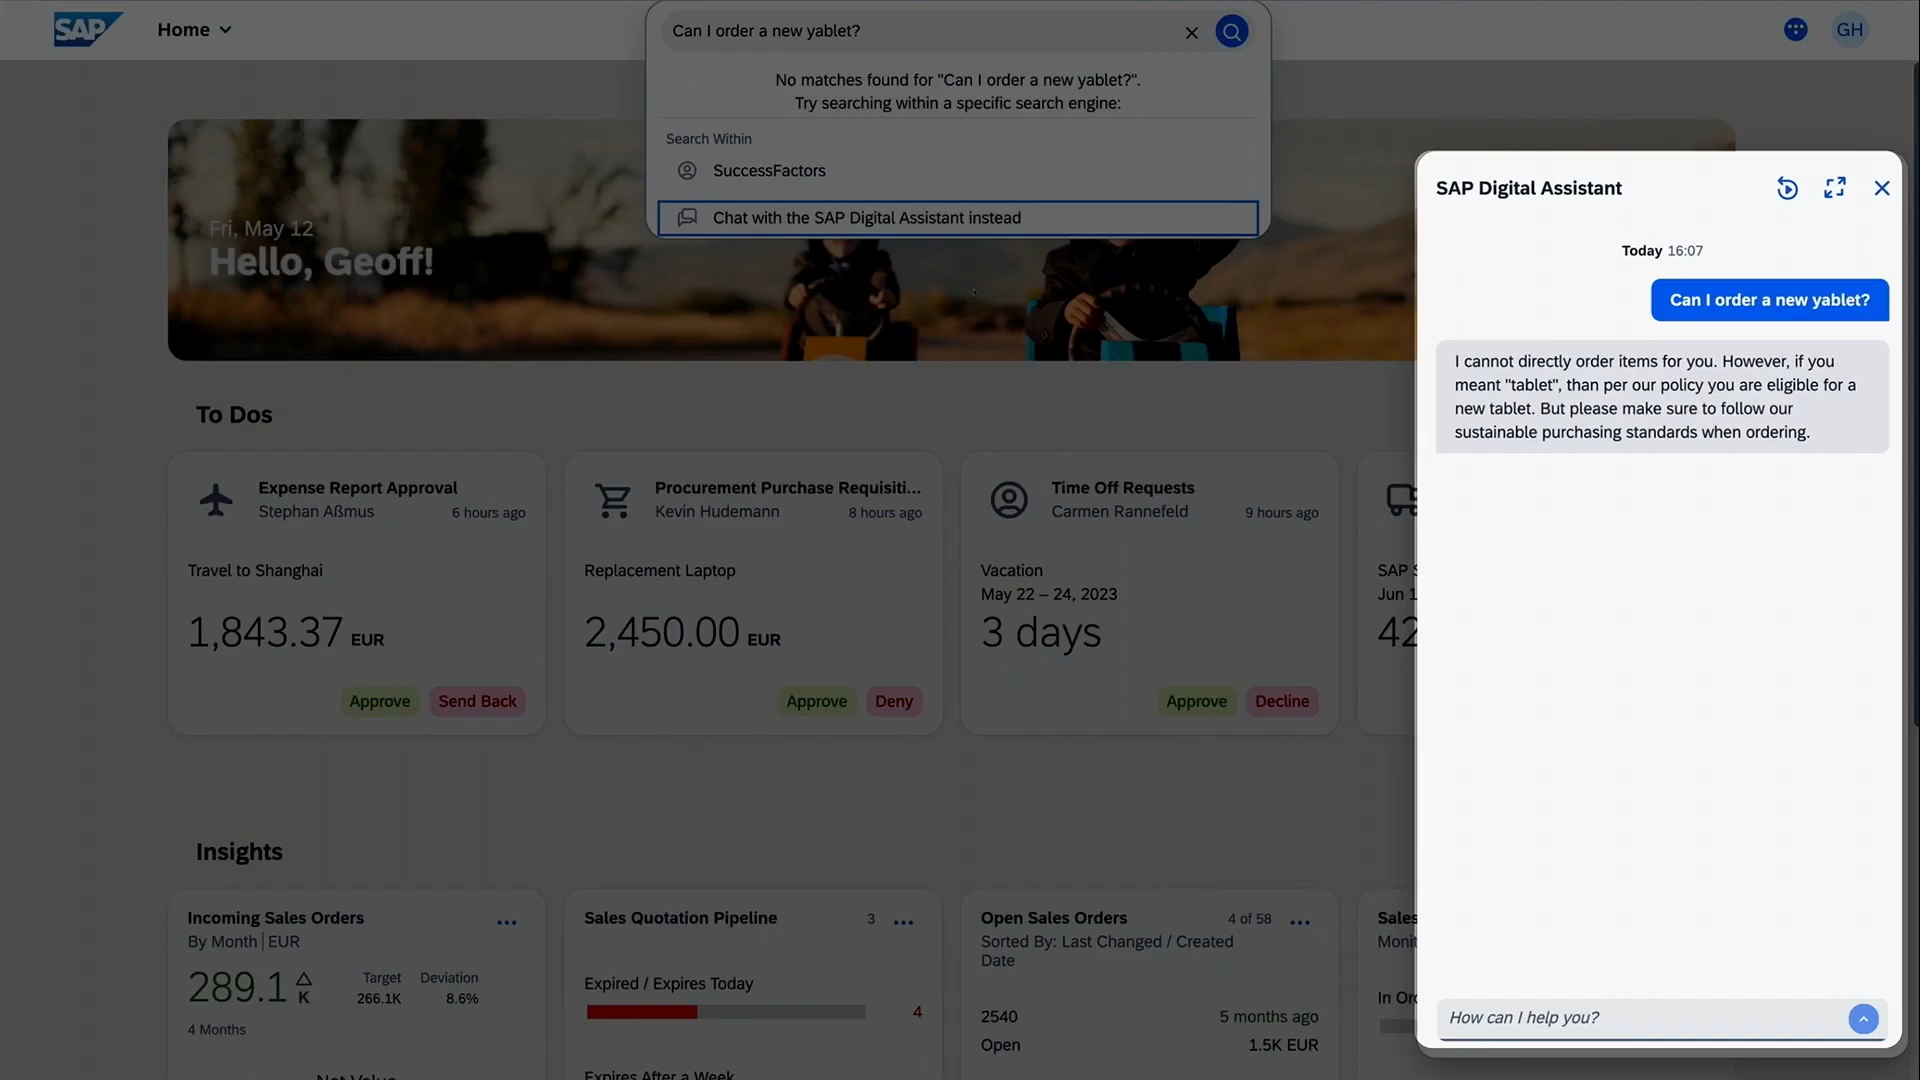 SAP
Home
Can I order a new yablet?
GH
No matches found for "Can I order a new yablet?".
Try searching within a specific search engine:
Search Within
SuccessFactors
Chat with the SAP Digital Assistant instead
Fri, May 12
Hello, Geoff!
SAP Digital Assistant
Today 16:07
Can I order a new yablet?
I cannot directly order items for you. However, if you
meant "tablet", than per our policy you are eligible for a
new tablet. But please make sure to follow our
sustainable purchasing standards when ordering.
How can I help you?
To Dos
Expense Report Approval
Stephan Aßmus 6 hours ago
Travel to Shanghai
1,843.37 EUR
Approve Send Back
Procurement Purchase Requisiti...
Kevin Hudemann 8 hours ago
Replacement Laptop
2,450.00 EUR
Approve Deny
Time Off Requests
Carmen Rannefeld 9 hours ago
Vacation
May 22 – 24, 2023
3 days
Approve Decline
SAP
Jun 1
42
Insights
Incoming Sales Orders
By Month | EUR
289.1 K
Target Deviation
266.1K 8.6%
4 Months
Sales Quotation Pipeline 3
Expired / Expires Today
4
Expires After a Week
Open Sales Orders 4 of 58
Sorted By: Last Changed / Created
Date
2540 5 months ago
Open 1.5K EUR
Sales